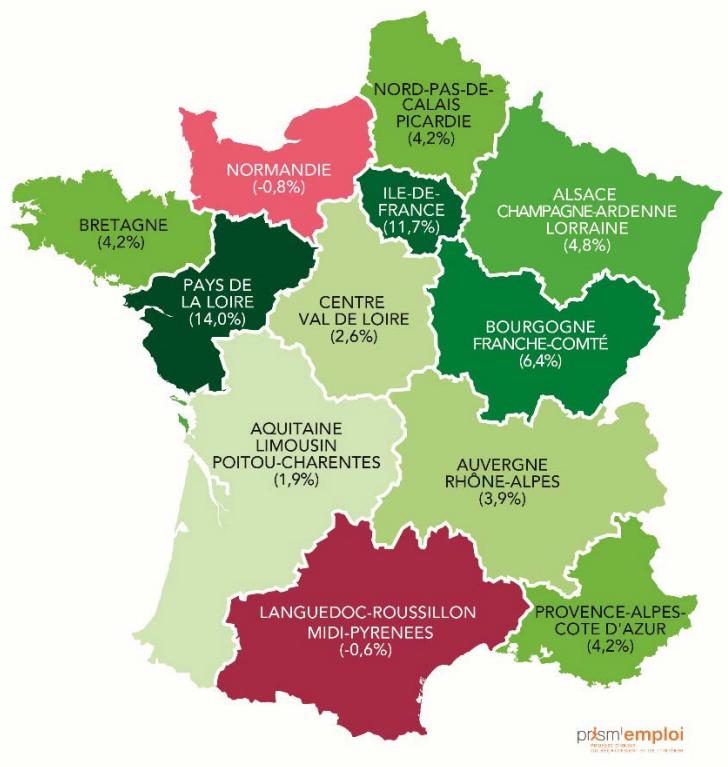 NORD-PAS-DE-
CALAIS
PICARDIE
(4,2%)
NORMANDIE
(-0,8%)
ILE-DE-
FRANCE
(11,7%)
ALSACE
CHAMPAGNE-ARDENNE
LORRAINE
(4,8%)
BRETAGNE
(4,2%)
PAYS DE
LA LOIRE
(14,0%)
CENTRE
VAL DE LOIRE
(2,6%)
BOURGOGNE
FRANCHE-COMTÉ
(6,4%)
AQUITAINE
LIMOUSIN
POITOU-CHARENTES
(1,9%)
AUVERGNE
RHÔNE-ALPES
(3,9%)
LANGUEDOC-ROUSSILLON
MIDI-PYRENEES
(-0,6%)
PROVENCE-ALPES-
COTE D'AZUR
(4,2%)
prism'emploi